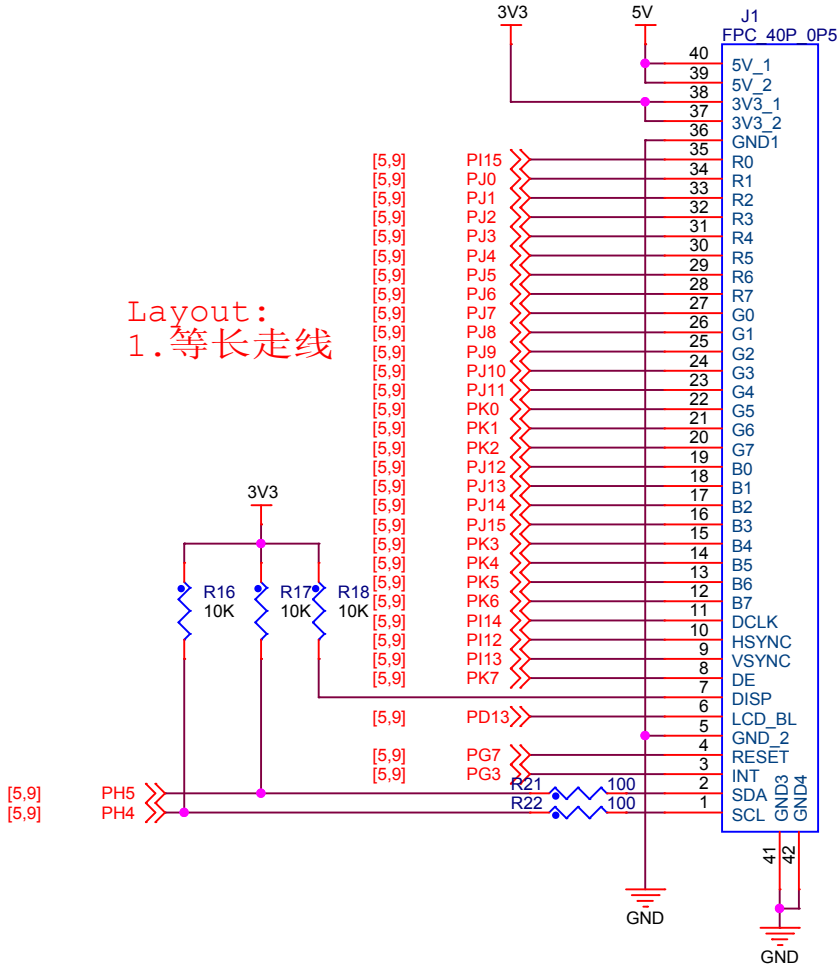 3V3 5V J1
FPC_40P_0P5
40 5V_1
39 5V_2
38 3V3_1
37 3V3_2
36 GND1
[5,9] PI15 35 R0
[5,9] PJ0 34 R1
[5,9] PJ1 33 R2
[5,9] PJ2 32 R3
[5,9] PJ3 31 R4
[5,9] PJ4 30 R5
[5,9] PJ5 29 R6
[5,9] PJ6 28 R7
[5,9] PJ7 27 G0
[5,9] PJ8 26 G1
[5,9] PJ9 25 G2
[5,9] PJ10 24 G3
[5,9] PJ11 23 G4
[5,9] PK0 22 G5
[5,9] PK1 21 G6
[5,9] PK2 20 G7
[5,9] PJ12 19 B0
[5,9] PJ13 18 B1
[5,9] PJ14 17 B2
[5,9] PJ15 16 B3
[5,9] PK3 15 B4
[5,9] PK4 14 B5
[5,9] PK5 13 B6
[5,9] PK6 12 B7
[5,9] PI14 11 DCLK
[5,9] PI12 10 HSYNC
[5,9] PI13 9 VSYNC
[5,9] PK7 8 DE
7 DISP
[5,9] PD13 6 LCD_BL
5 GND_2
[5,9] PG7 4 RESET
[5,9] PG3 3 INT
[5,9] PH5 R21 100 2 SDA
[5,9] PH4 R22 100 1 SCL
GND3 GND4
41 42
GND
GND
Layout:
1.等长走线
3V3
R16 R17 R18
10K 10K 10K